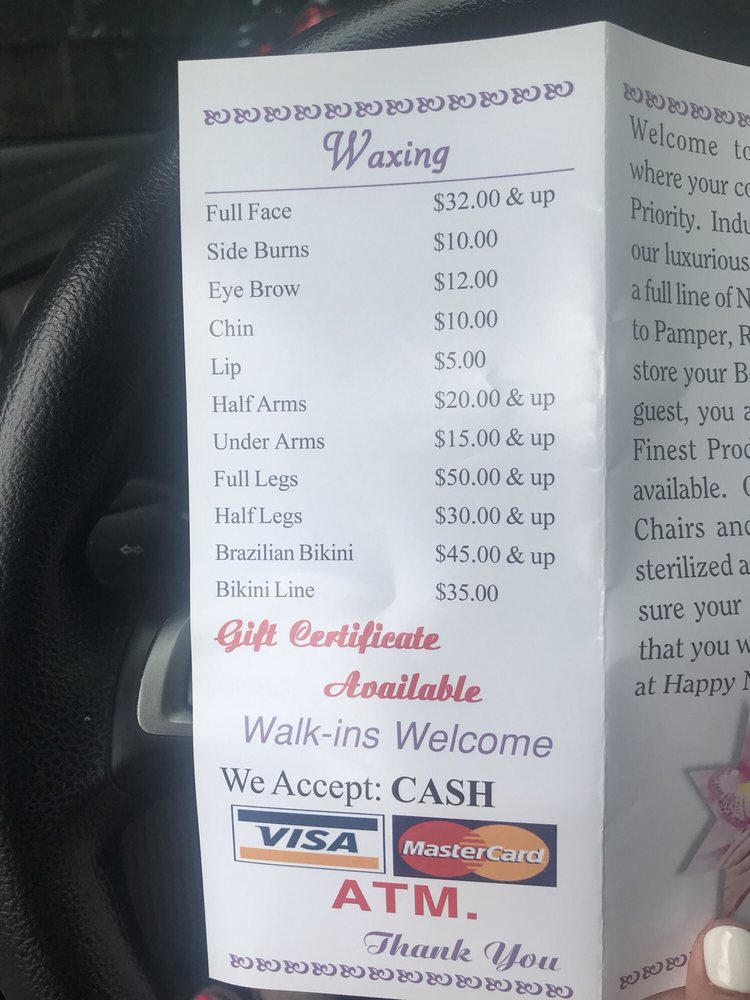 Waxing
Full Face $32.00 & up
Side Burns $10.00
Eye Brow $12.00
Chin $10.00
Lip $5.00
Half Arms $20.00 & up
Under Arms $15.00 & up
Full Legs $50.00 & up
Half Legs $30.00 & up
Brazilian Bikini $45.00 & up
Bikini Line $35.00
Gift Certificate
Available
Walk-ins Welcome
We Accept: CASH
VISA MasterCard
ATM.
Thank You
Welcome to
where your
Priority.
our luxurious
a full line of
to Pamper,
store your
guest, you
Finest
available.
Chairs
sterilized
sure your
that you
at Happy